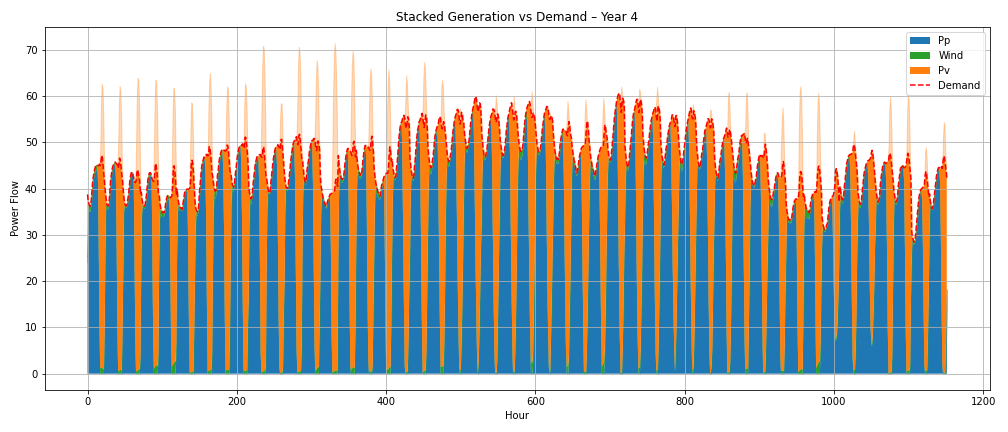 Stacked Generation vs Demand – Year 4
Pp
Wind
Pv
Demand
Power Flow
70
60
50
40
30
20
10
0
0 200 400 600 800 1000 1200
Hour